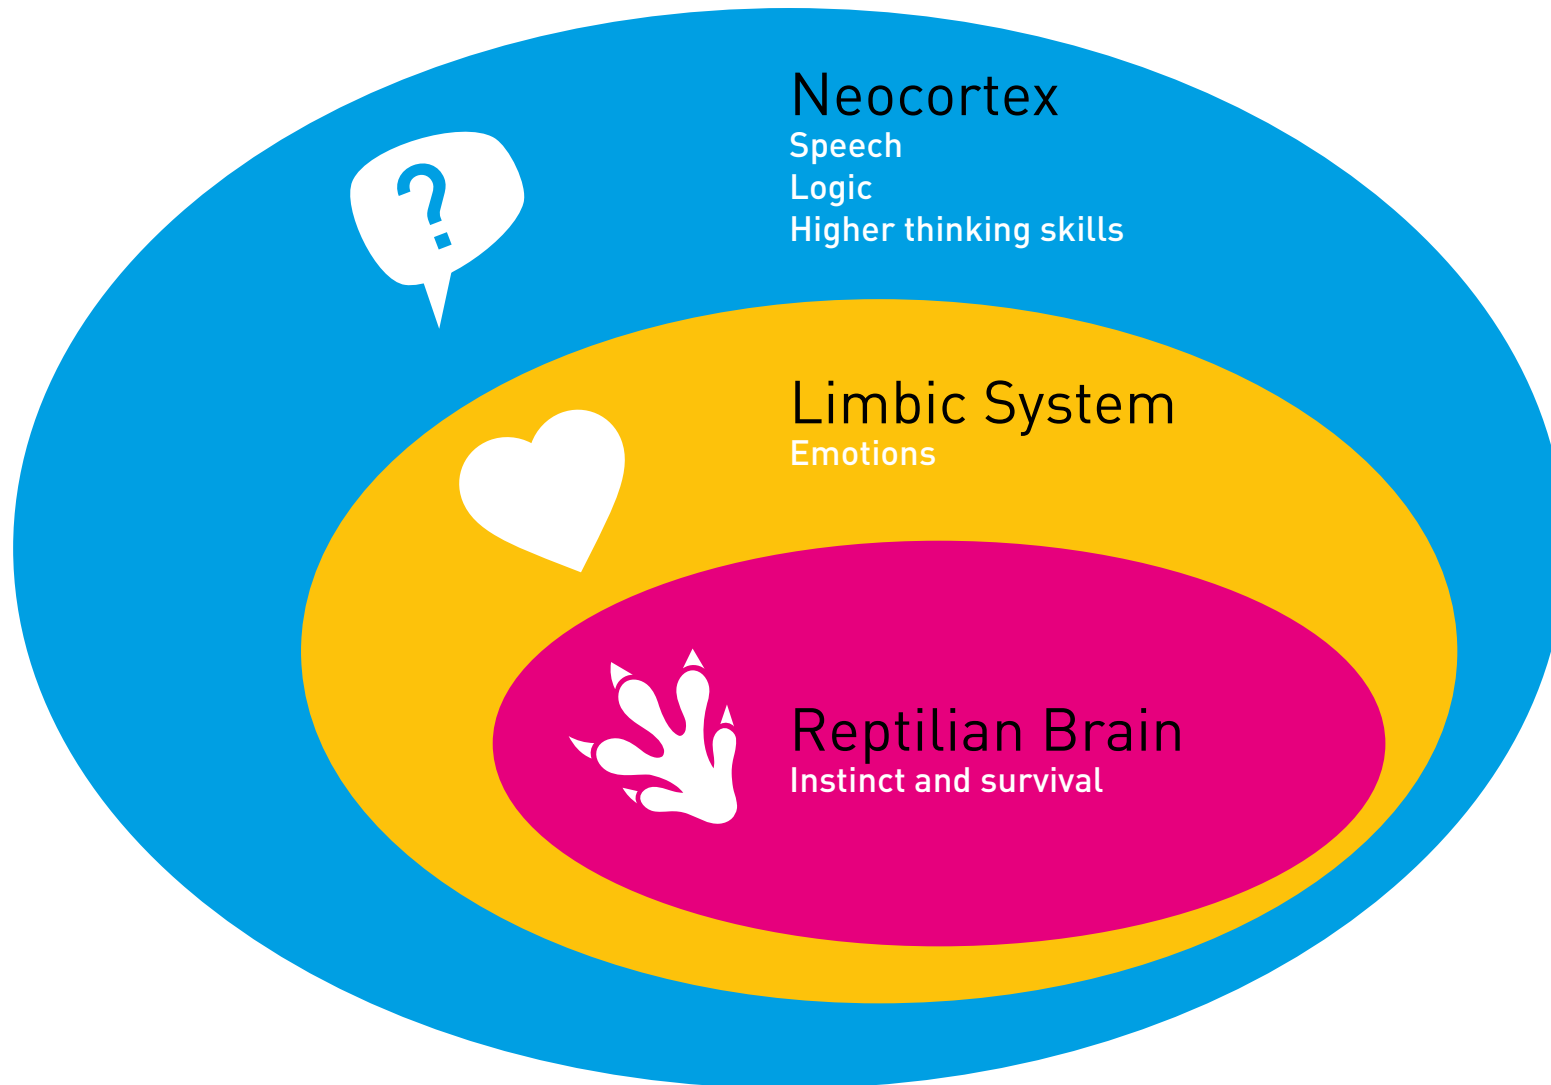 ?
Neocortex
Speech
Logic
Higher thinking skills
Limbic System
Emotions
Reptilian Brain
Instinct and survival